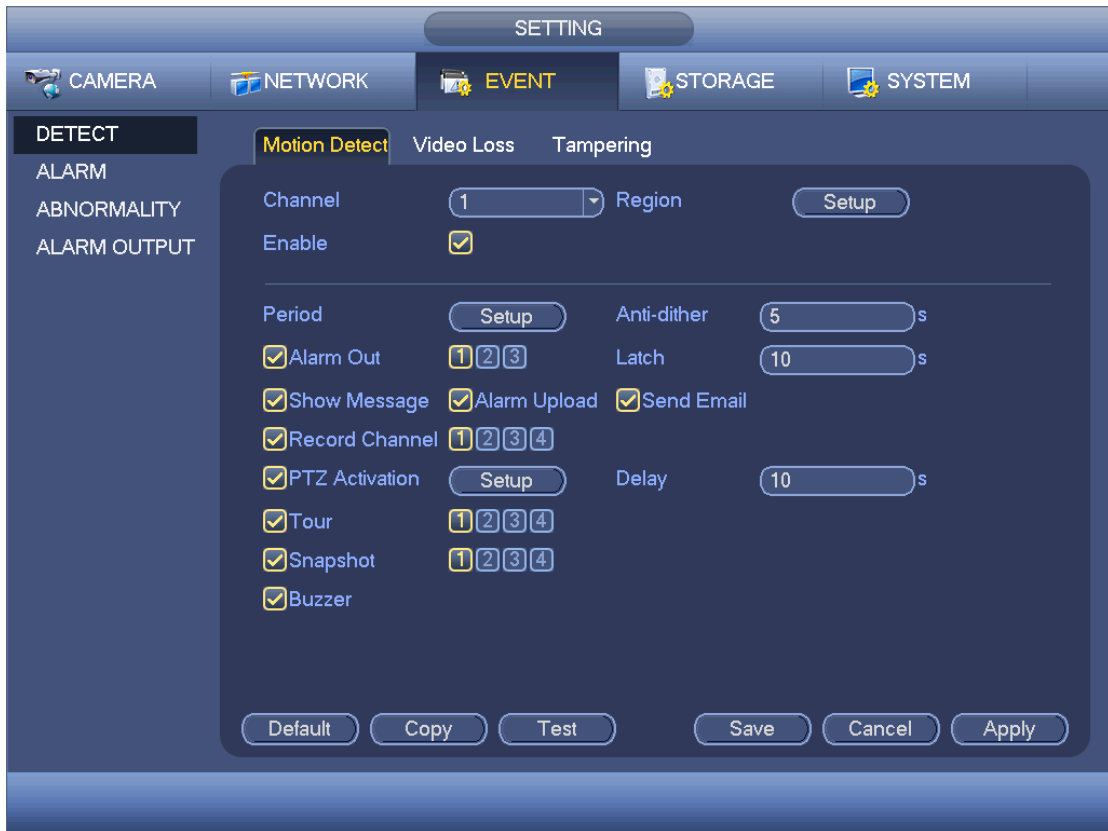 SETTING
CAMERA NETWORK EVENT STORAGE SYSTEM
DETECT
ALARM
ABNORMALITY
ALARM OUTPUT
Motion Detect Video Loss Tampering
Channel 1 Region Setup
Enable
Period Setup Anti-dither 5 s
Alarm Out 1 2 3 Latch 10 s
Show Message Alarm Upload Send Email
Record Channel 1 2 3 4
PTZ Activation Setup Delay 10 s
Tour 1 2 3 4
Snapshot 1 2 3 4
Buzzer
Default Copy Test Save Cancel Apply